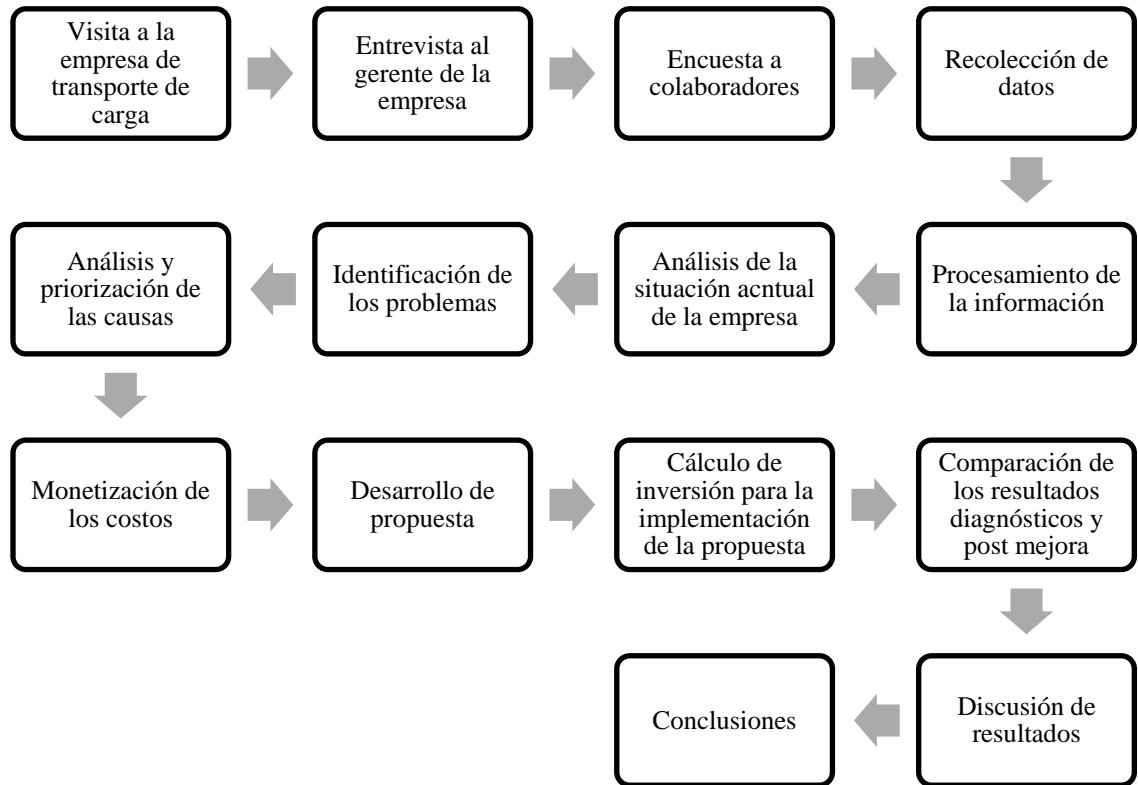 Visita a la
empresa de
transporte de
carga
Entrevista al
gerente de la
empresa
Encuesta a
colaboradores
Recolección de
datos
Procesamiento de
la información
Análisis de la
situación acntual
de la empresa
Identificación de
los problemas
Análisis y
priorización de
las causas
Monetización de
los costos
Desarrollo de
propuesta
Cálculo de
inversión para la
implementación
de la propuesta
Comparación de
los resultados
diagnósticos y
post mejora
Discusión de
resultados
Conclusiones